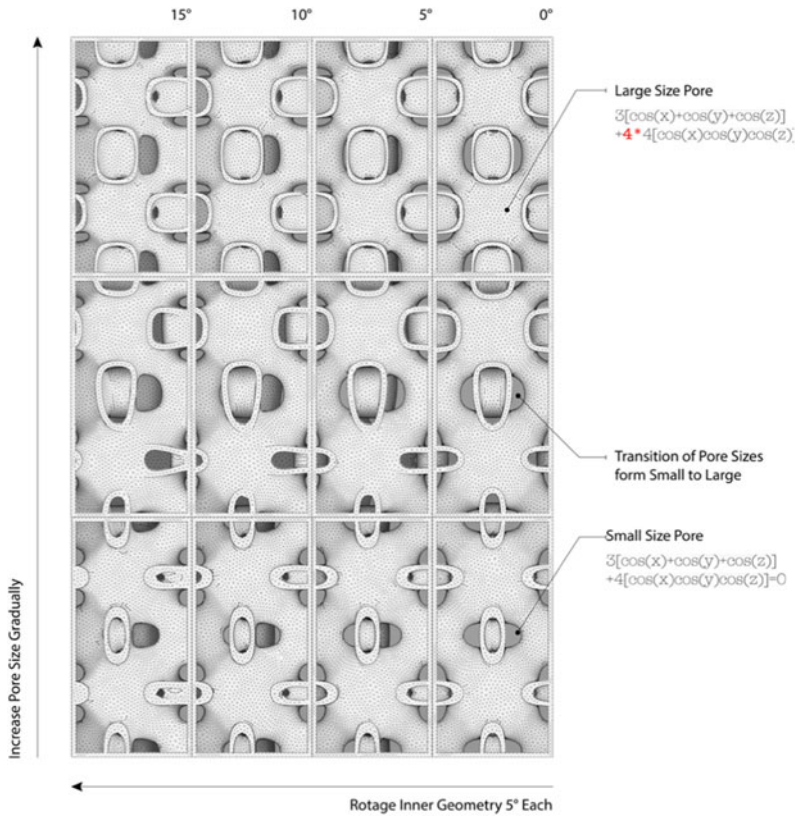 15° 10° 5° 0°
Large Size Pore
3[cos(x)+cos(y)+cos(z)]
+4*4[cos(x)cos(y)cos(z)
Transition of Pore Sizes
form Small to Large
Small Size Pore
3[cos(x)+cos(y)+cos(z)]
+4[cos(x)cos(y)cos(z)]=0
Increase Pore Size Gradually
Rotage Inner Geometry 5° Each